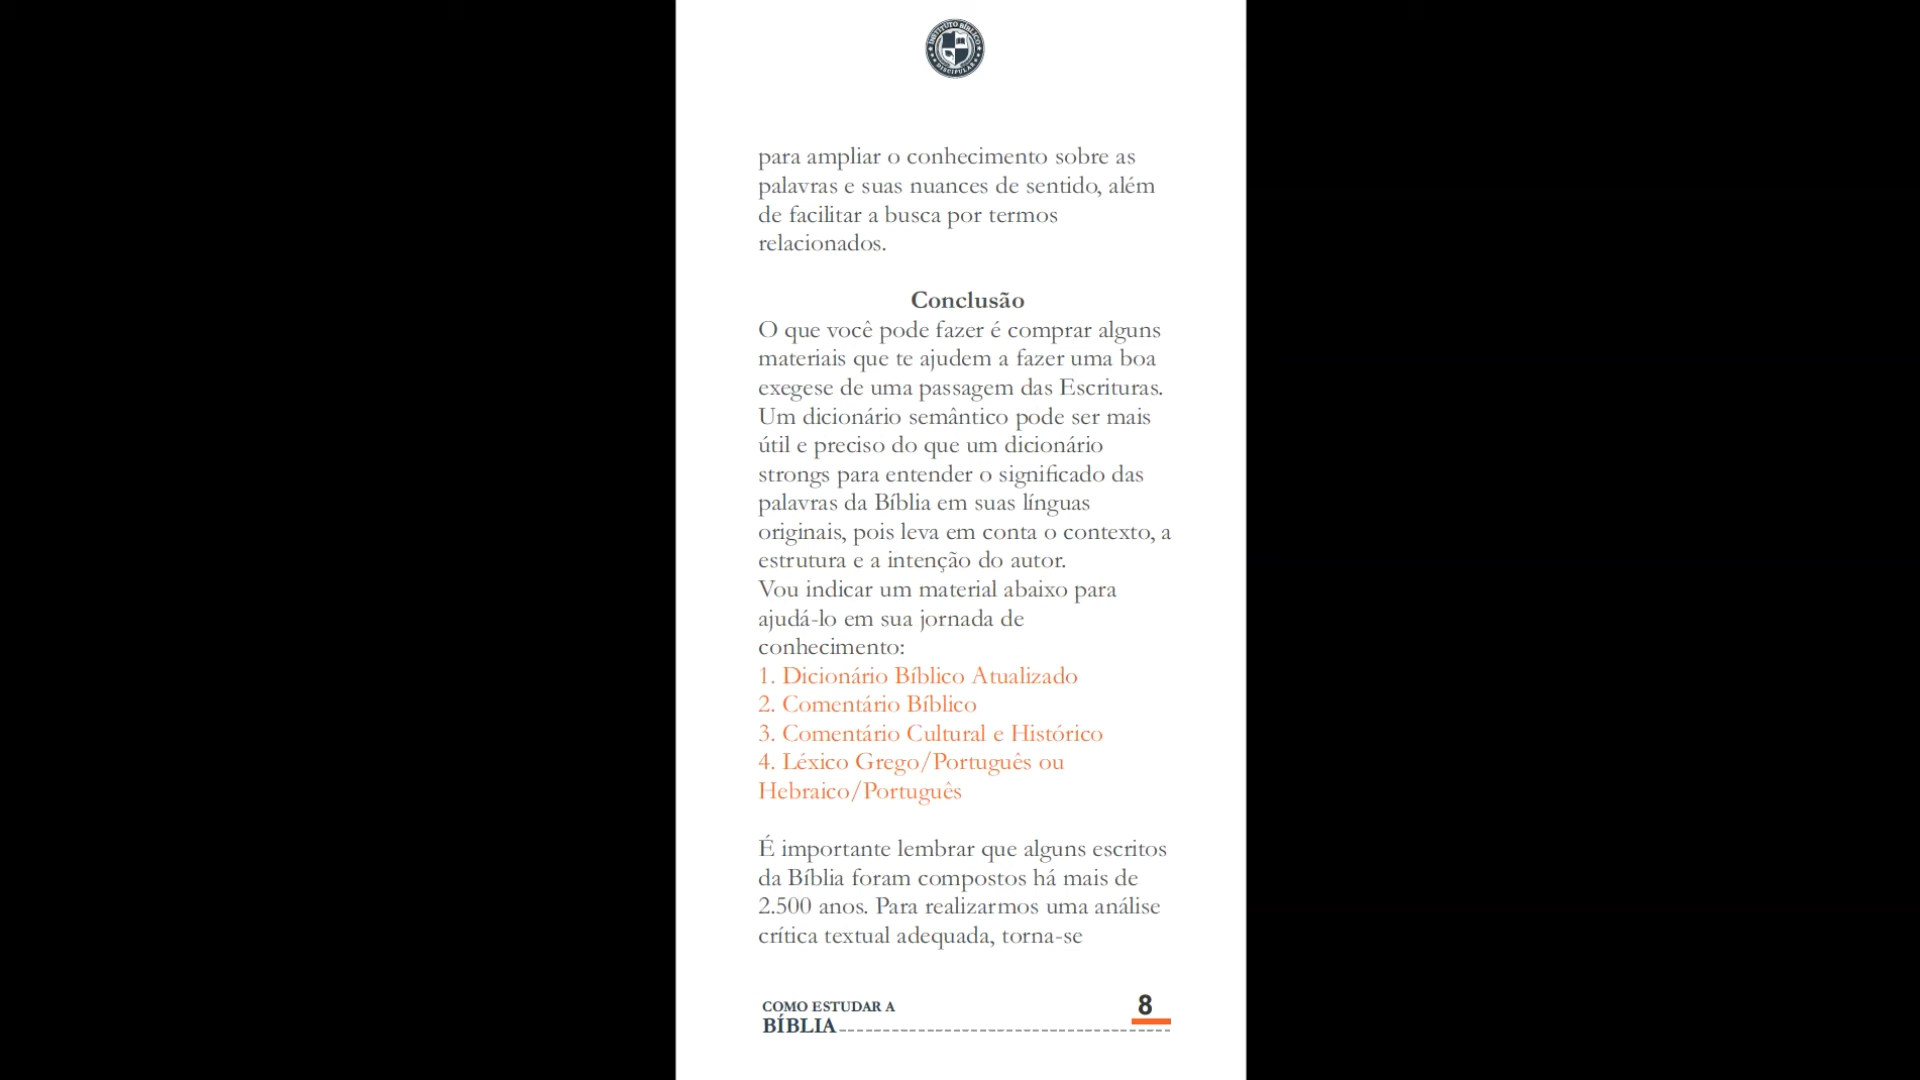 INSTITUTO BÍBLICO
DISCIPULAR
para ampliar o conhecimento sobre as
palavras e suas nuances de sentido, além
de facilitar a busca por termos
relacionados.
Conclusão
O que você pode fazer é comprar alguns
materiais que te ajudem a fazer uma boa
exegese de uma passagem das Escrituras.
Um dicionário semântico pode ser mais
útil e preciso do que um dicionário
strongs para entender o significado das
palavras da Bíblia em suas línguas
originais, pois leva em conta o contexto, a
estrutura e a intenção do autor.
Vou indicar um material abaixo para
ajudá-lo em sua jornada de
conhecimento:
1. Dicionário Bíblico Atualizado
2. Comentário Bíblico
3. Comentário Cultural e Histórico
4. Léxico Grego/Português ou
Hebraico/Português
É importante lembrar que alguns escritos
da Bíblia foram compostos há mais de
2.500 anos. Para realizarmos uma análise
crítica textual adequada, torna-se
COMO ESTUDAR A
BÍBLIA
8